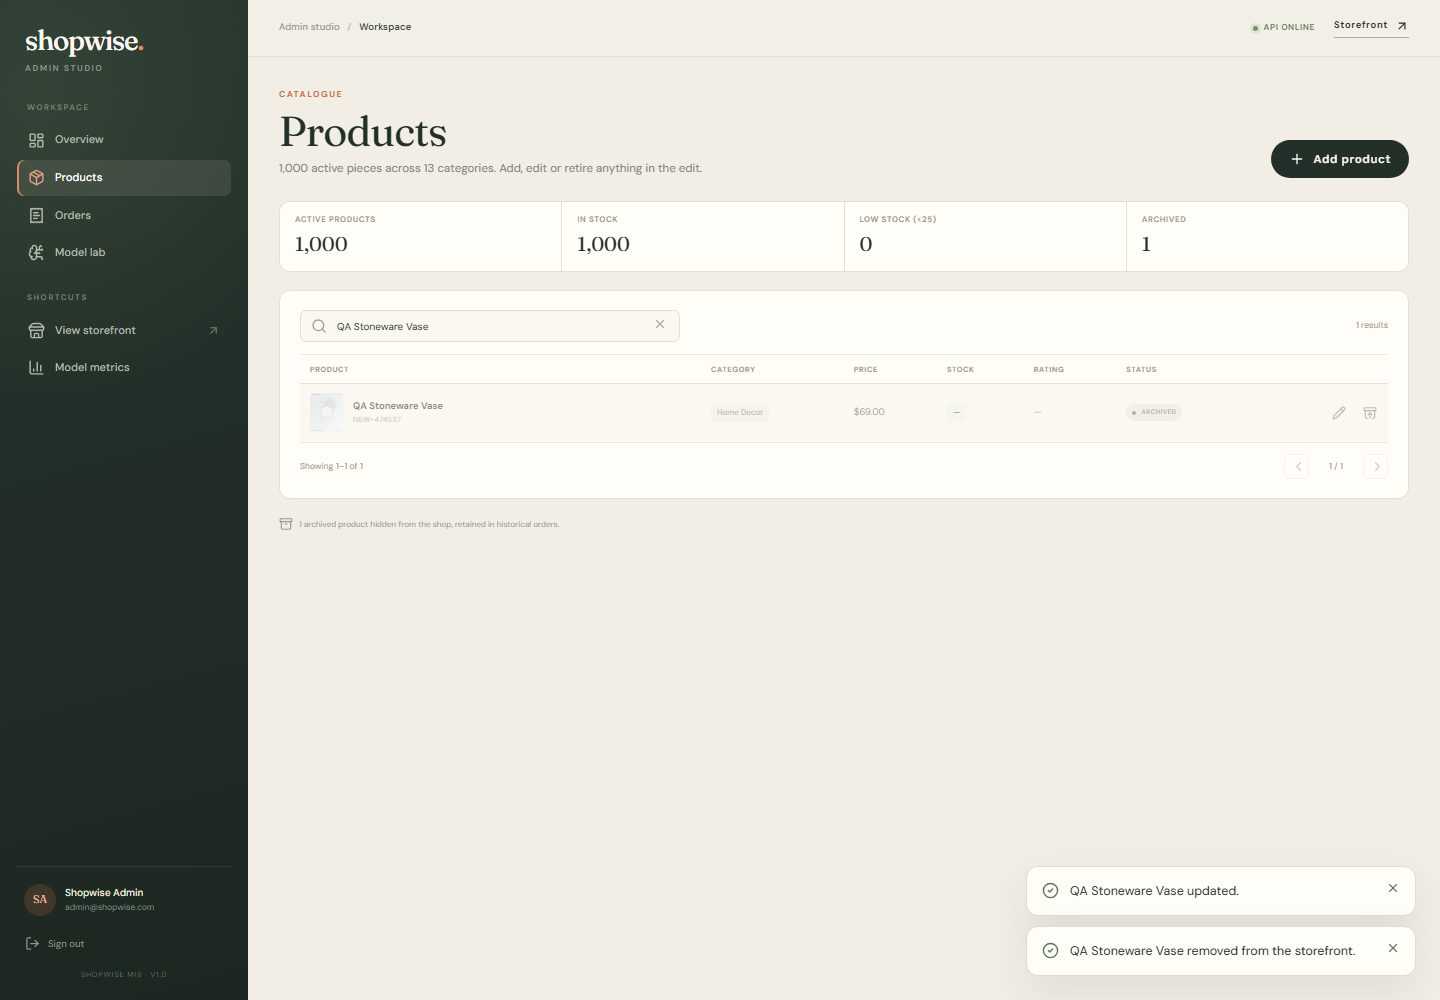 shopwise.
ADMIN STUDIO
WORKSPACE
Overview
Products
Orders
Model lab
SHORTCUTS
View storefront
Model metrics
Shopwise Admin
SA
admin@shopwise.com
Sign out
SHOPWISE MIS · V1.0
Admin studio / Workspace
API ONLINE
Storefront
CATALOGUE
Products
1,000 active pieces across 13 categories. Add, edit or retire anything in the edit.
Add product
ACTIVE PRODUCTS
1,000
IN STOCK
1,000
LOW STOCK (<25)
0
ARCHIVED
1
QA Stoneware Vase
1 results
PRODUCT CATEGORY PRICE STOCK RATING STATUS
QA Stoneware Vase
NEW-474537
Home Decor
$69.00
—
—
ARCHIVED
Showing 1–1 of 1
1 / 1
1 archived product hidden from the shop, retained in historical orders.
QA Stoneware Vase updated.
QA Stoneware Vase removed from the storefront.